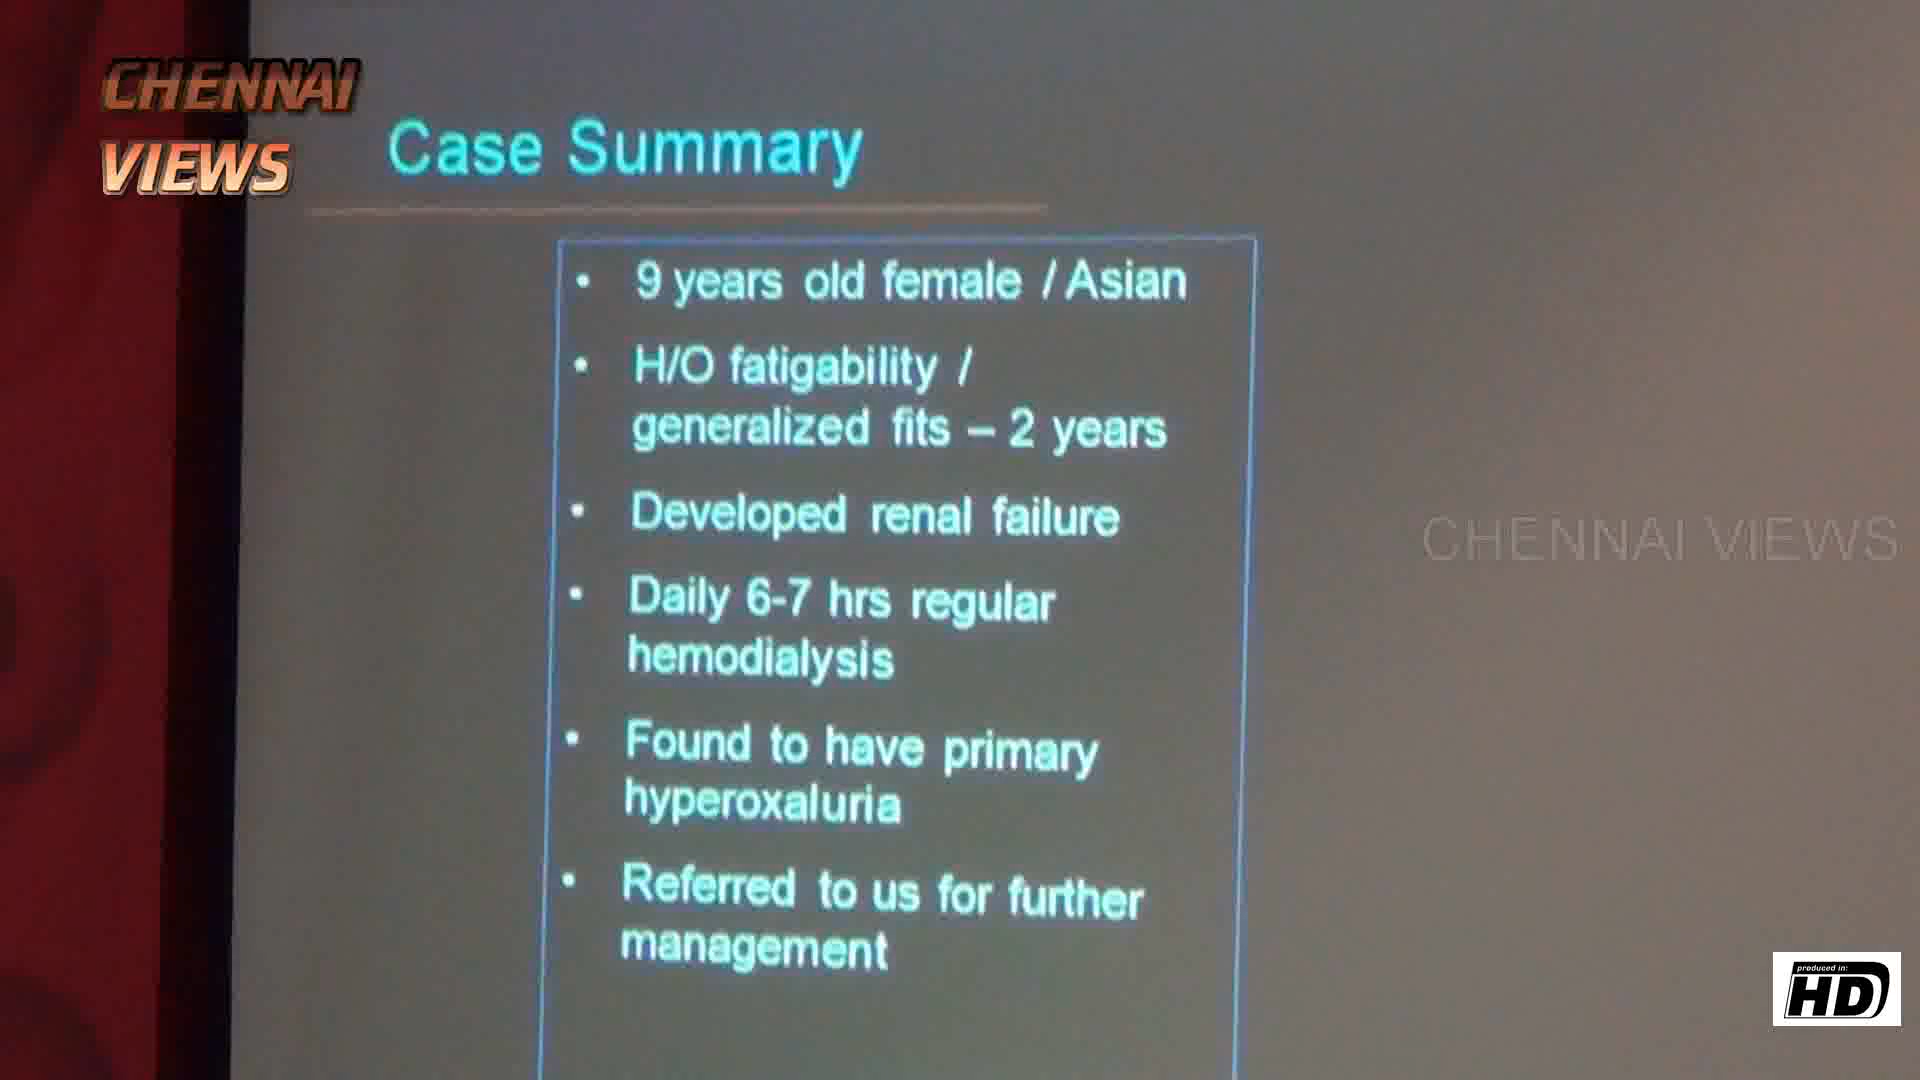 CHENNAI
VIEWS
Case Summary
• 9 years old female / Asian
• H/O fatigability /
generalized fits – 2 years
• Developed renal failure
• Daily 6-7 hrs regular
hemodialysis
• Found to have primary
hyperoxaluria
• Referred to us for further
management
CHENNAI VIEWS
produced in:
HD